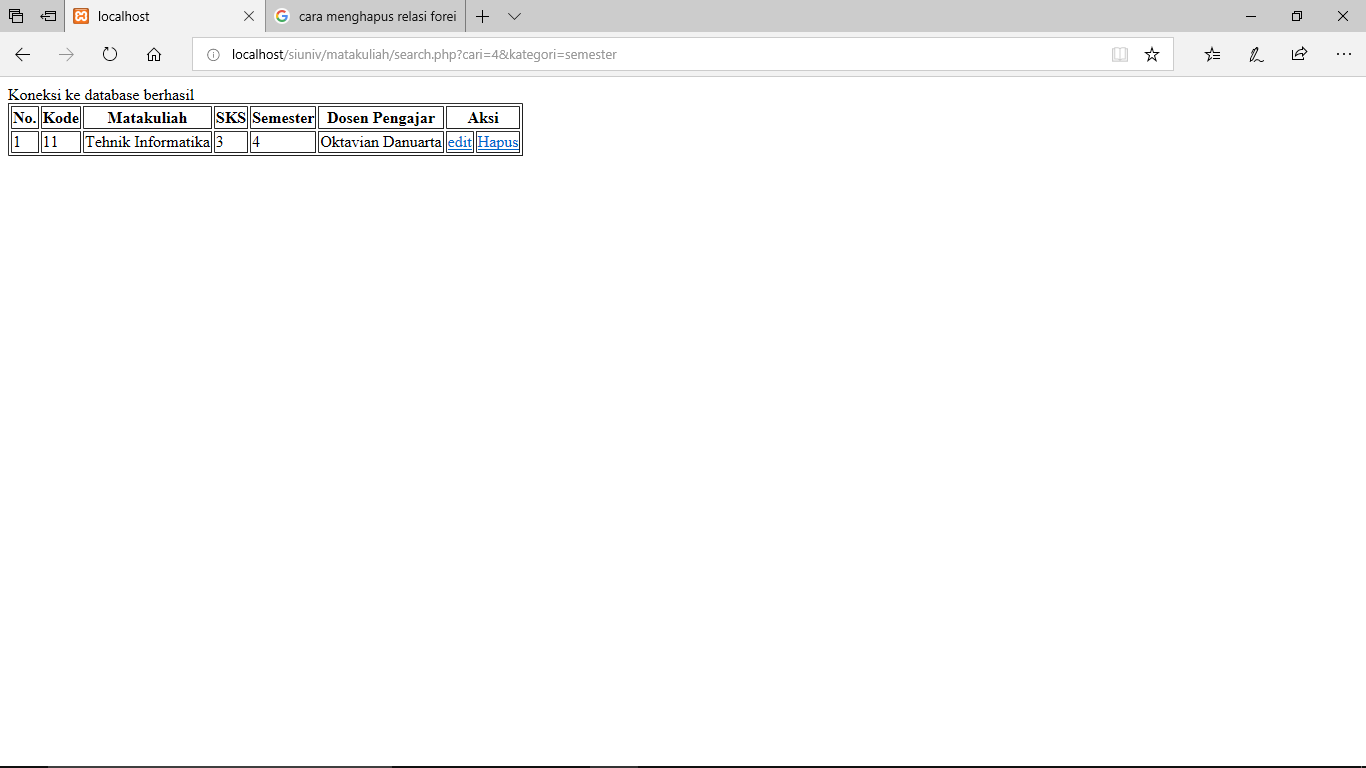 localhost
cara menghapus relasi forei
localhost/siuniv/matakuliah/search.php?cari=4&kategori=semester
Koneksi ke database berhasil
No. Kode Matakuliah SKS Semester Dosen Pengajar Aksi
1 11 Tehnik Informatika 3 4 Oktavian Danuarta edit Hapus